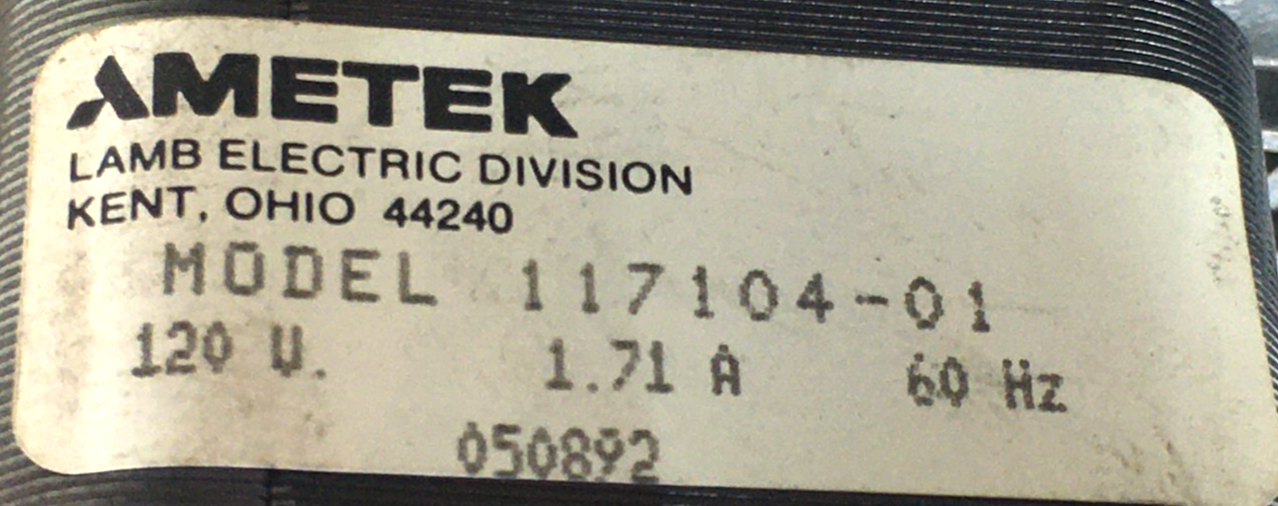 AMETEK
LAMB ELECTRIC DIVISION
KENT, OHIO 44240
MODEL 117104-01
120 V. 1.71 A 60 Hz
050892